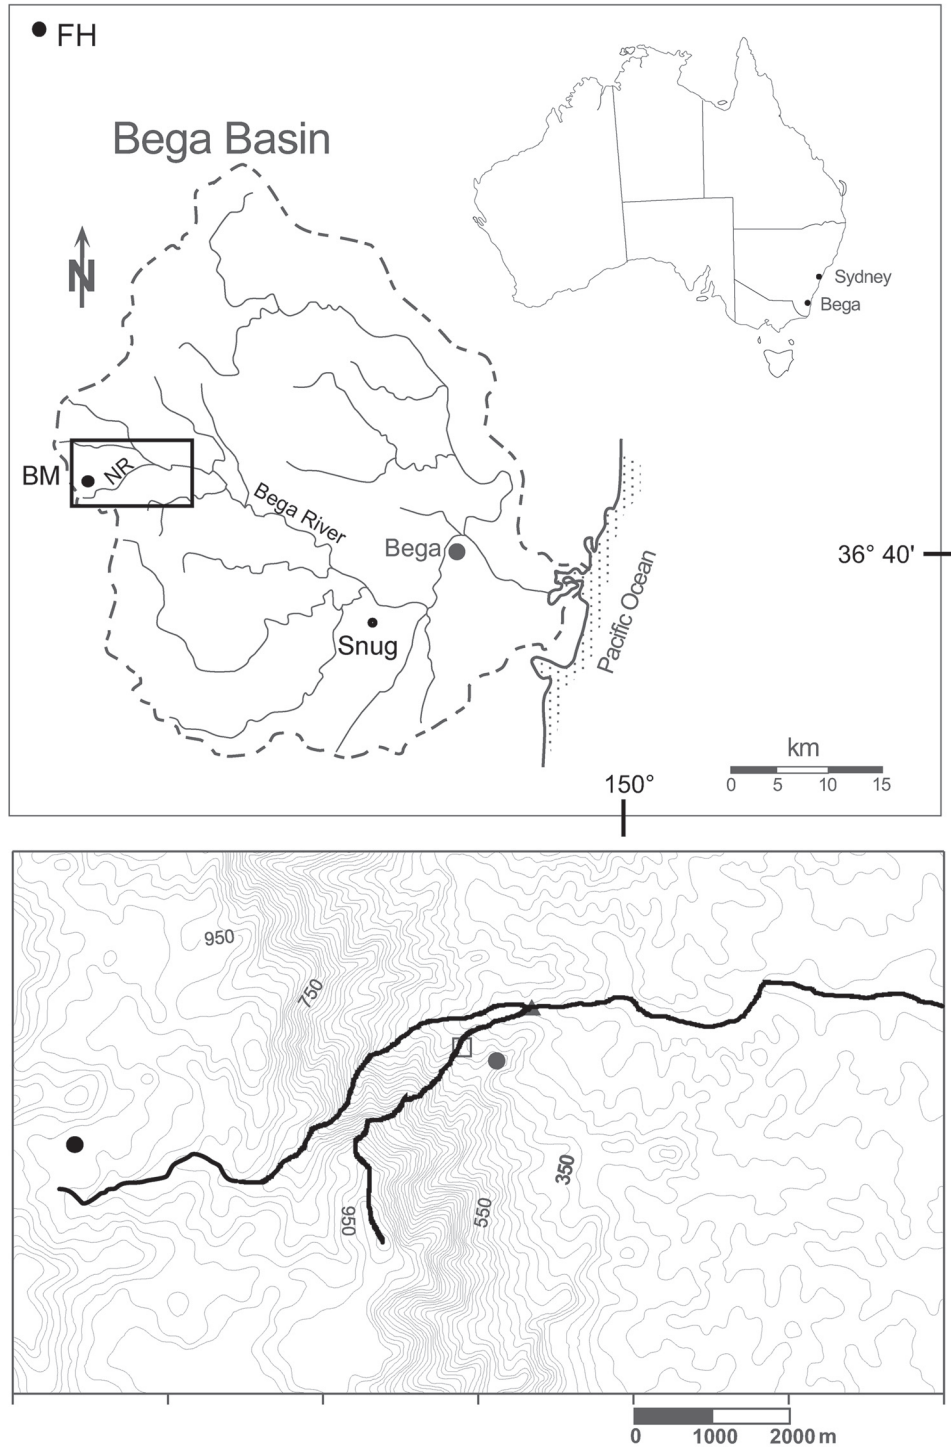 FH
Bega Basin
N
Sydney
Bega
BM
NR
Bega River
Bega
36° 40'
Pacific Ocean
Snug
km
0 5 10 15
150°
950
750
350
550
950
0 1000 2000 m